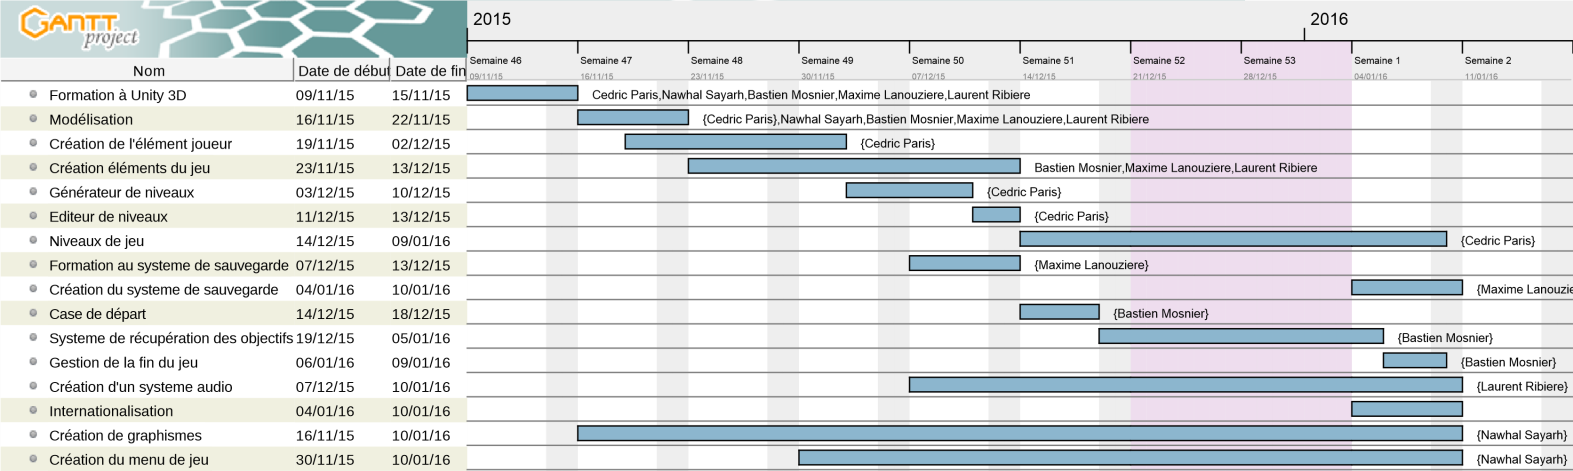 GANTT
project
2015 2016
Semaine 46 Semaine 47 Semaine 48 Semaine 49 Semaine 50 Semaine 51 Semaine 52 Semaine 53 Semaine 1 Semaine 2
Nom Date de début Date de fin 09/11/15 16/11/15 23/11/15 30/11/15 07/12/15 14/12/15 21/12/15 28/12/15 04/01/16 11/01/16
Formation à Unity 3D 09/11/15 15/11/15 Cedric Paris,Nawhal Sayarh,Bastien Mosnier,Maxime Lanouziere,Laurent Ribiere
Modélisation 16/11/15 22/11/15 {Cedric Paris},Nawhal Sayarh,Bastien Mosnier,Maxime Lanouziere,Laurent Ribiere
Création de l'élément joueur 19/11/15 02/12/15 {Cedric Paris}
Création éléments du jeu 23/11/15 13/12/15 Bastien Mosnier,Maxime Lanouziere,Laurent Ribiere
Générateur de niveaux 03/12/15 10/12/15 {Cedric Paris}
Editeur de niveaux 11/12/15 13/12/15 {Cedric Paris}
Niveaux de jeu 14/12/15 09/01/16 {Cedric Paris}
Formation au systeme de sauvegarde 07/12/15 13/12/15 {Maxime Lanouziere}
Création du systeme de sauvegarde 04/01/16 10/01/16 {Maxime Lanouzie
Case de départ 14/12/15 18/12/15 {Bastien Mosnier}
Systeme de récupération des objectifs 19/12/15 05/01/16 {Bastien Mosnier}
Gestion de la fin du jeu 06/01/16 09/01/16 {Bastien Mosnier}
Création d'un systeme audio 07/12/15 10/01/16 {Laurent Ribiere}
Internationalisation 04/01/16 10/01/16
Création de graphismes 16/11/15 10/01/16 {Nawhal Sayarh}
Création du menu de jeu 30/11/15 10/01/16 {Nawhal Sayarh}